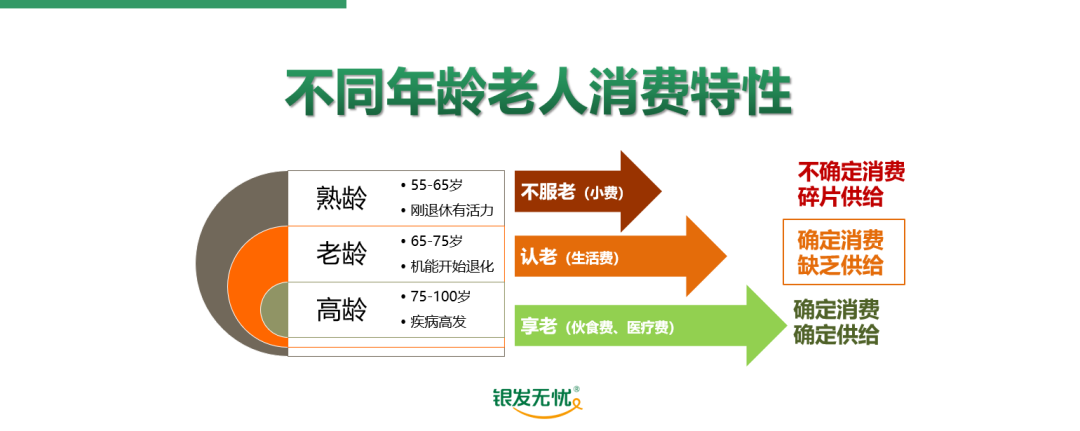 不同年龄老人消费特性
熟龄
• 55-65岁
• 刚退休有活力
不服老（小费）
不确定消费
碎片供给
老龄
• 65-75岁
• 机能开始退化
认老（生活费）
确定消费
缺乏供给
高龄
• 75-100岁
• 疾病高发
享老（伙食费、医疗费）
确定消费
确定供给
银发无忧®